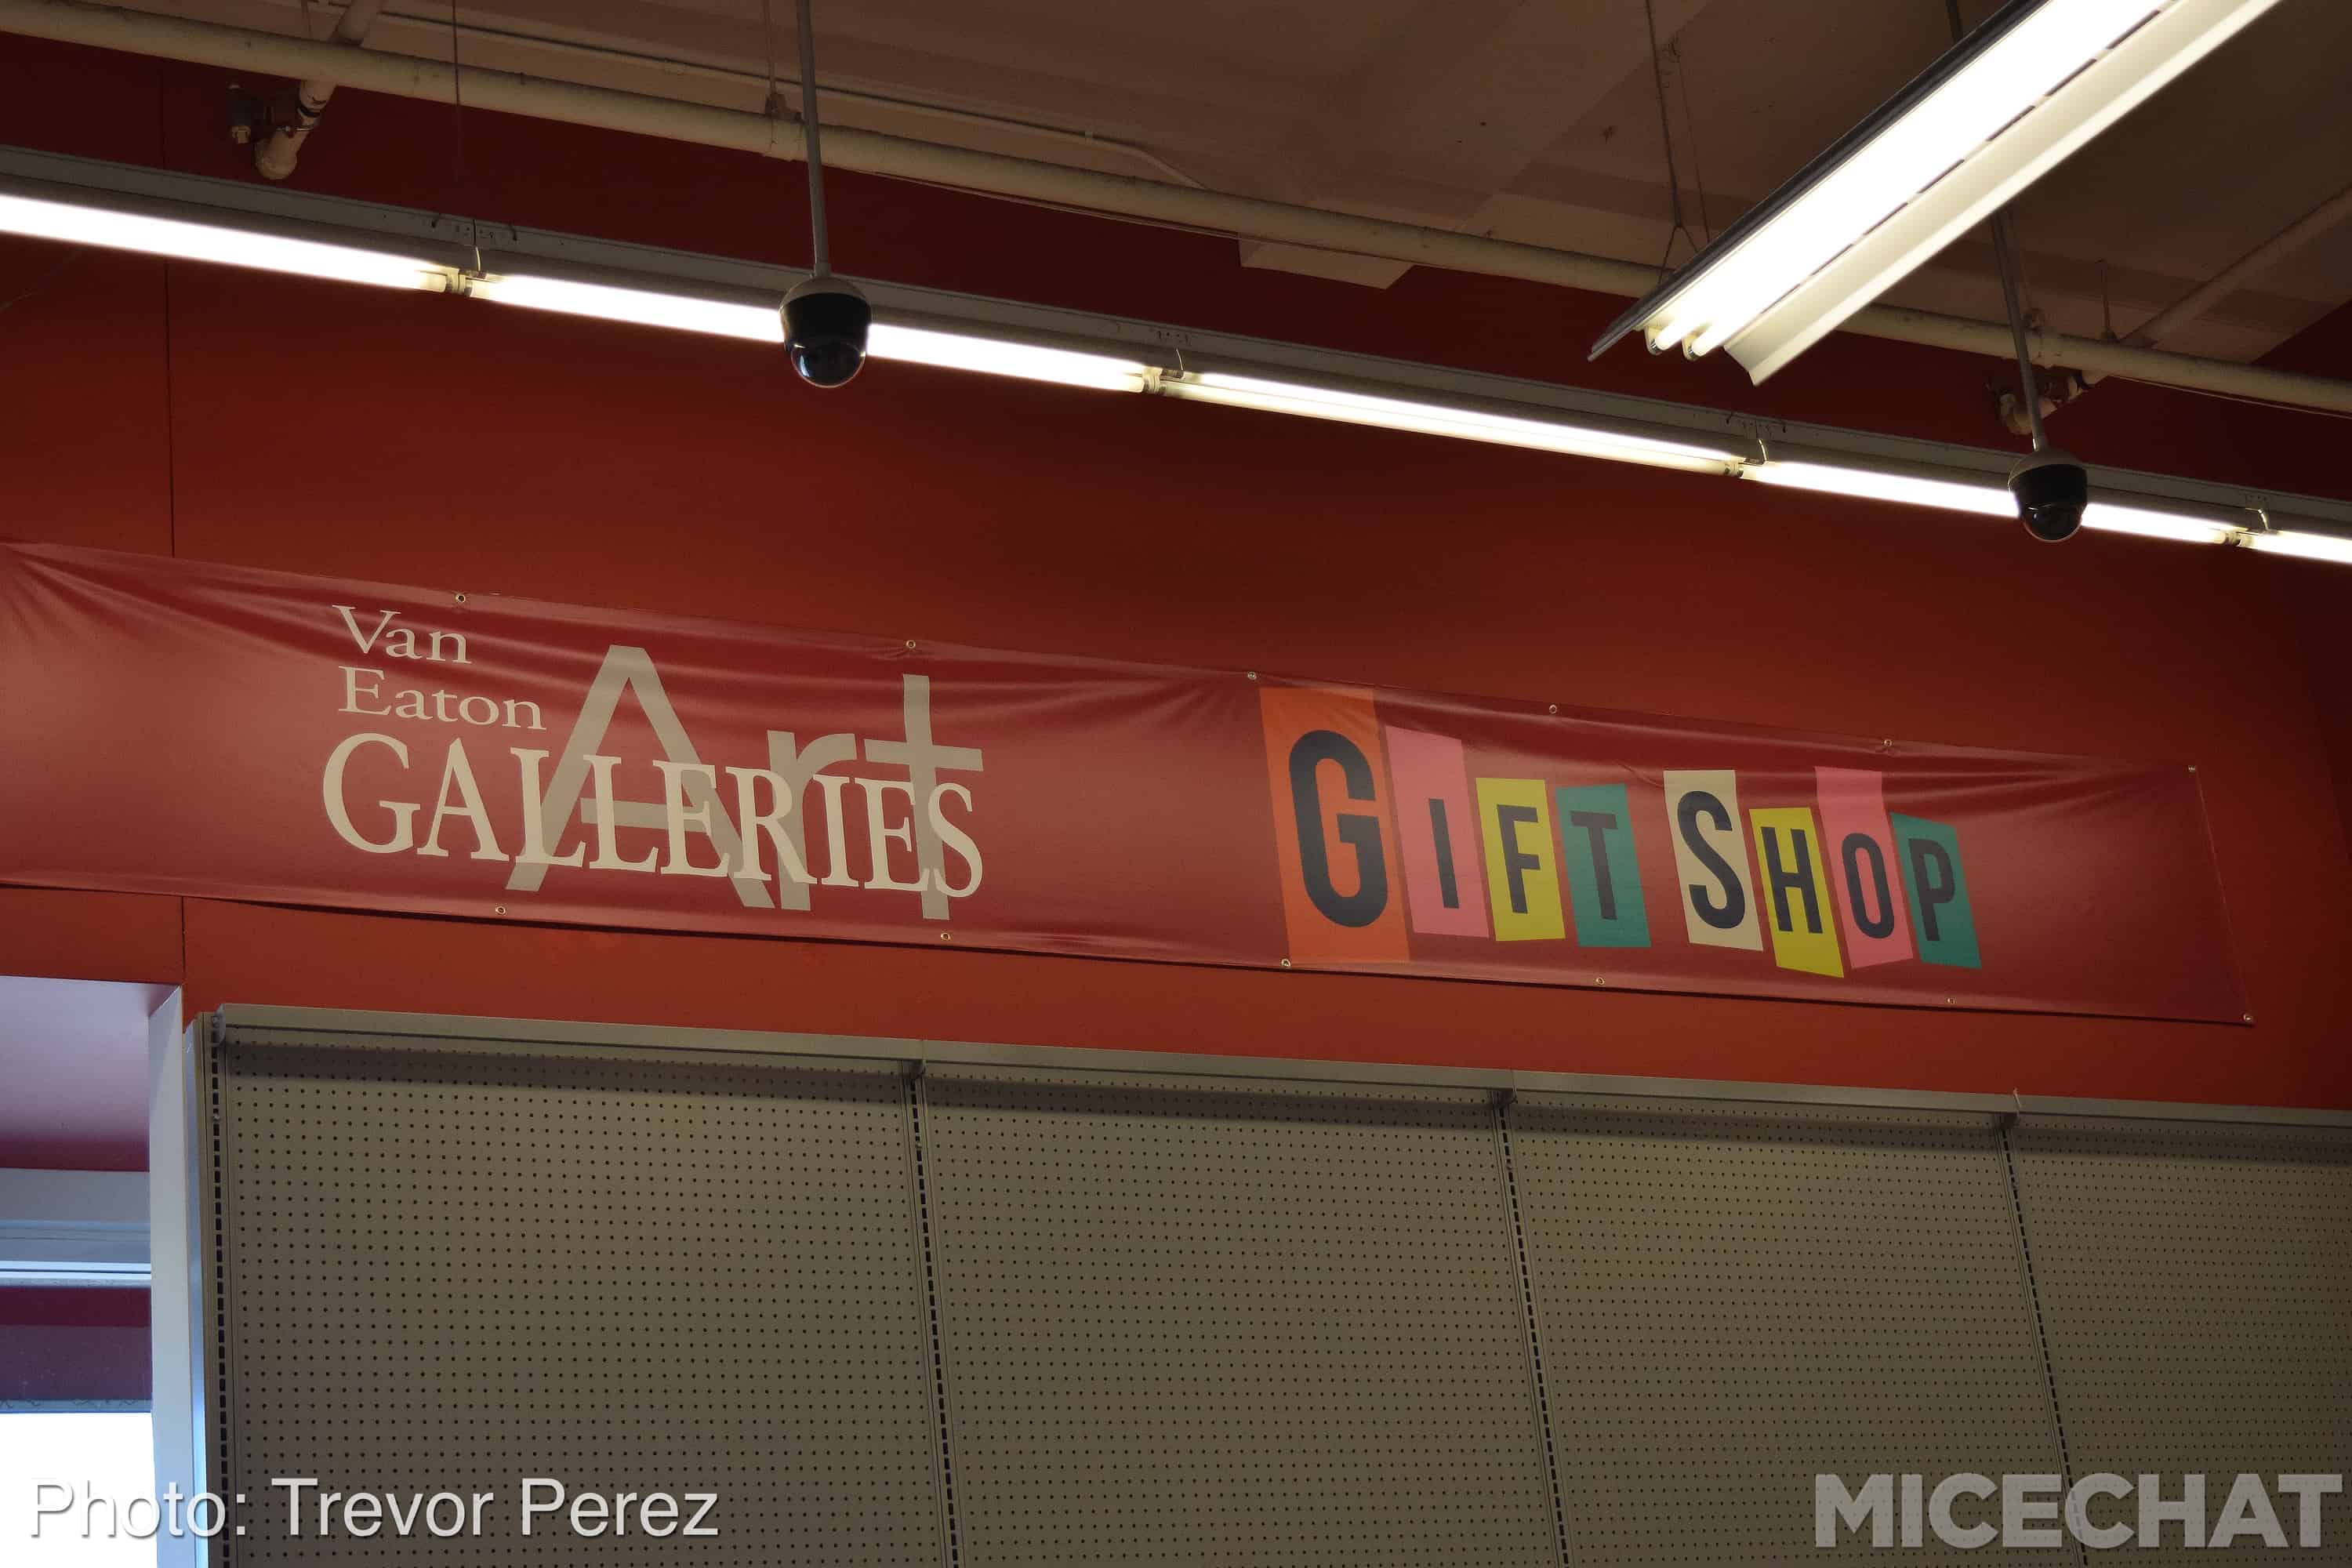 Van
Eaton
Art
GALLERIES
GIFT SHOP
Photo: Trevor Perez
MICECHAT